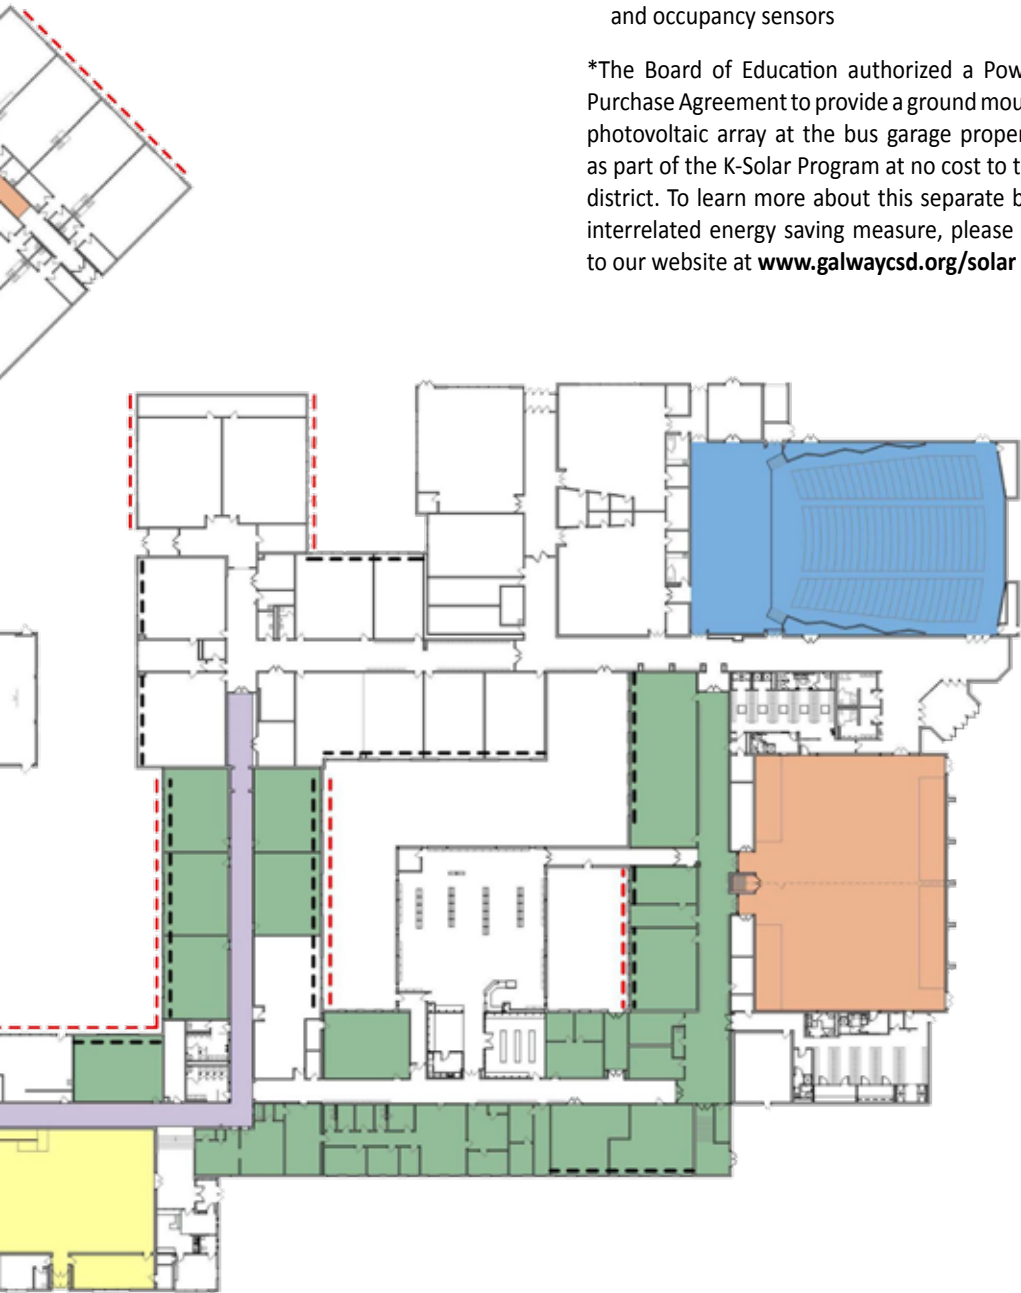 and occupancy sensors
*The Board of Education authorized a Pow
Purchase Agreement to provide a ground mou
photovoltaic array at the bus garage proper
as part of the K-Solar Program at no cost to t
district. To learn more about this separate b
interrelated energy saving measure, please
to our website at www.galwaycsd.org/solar